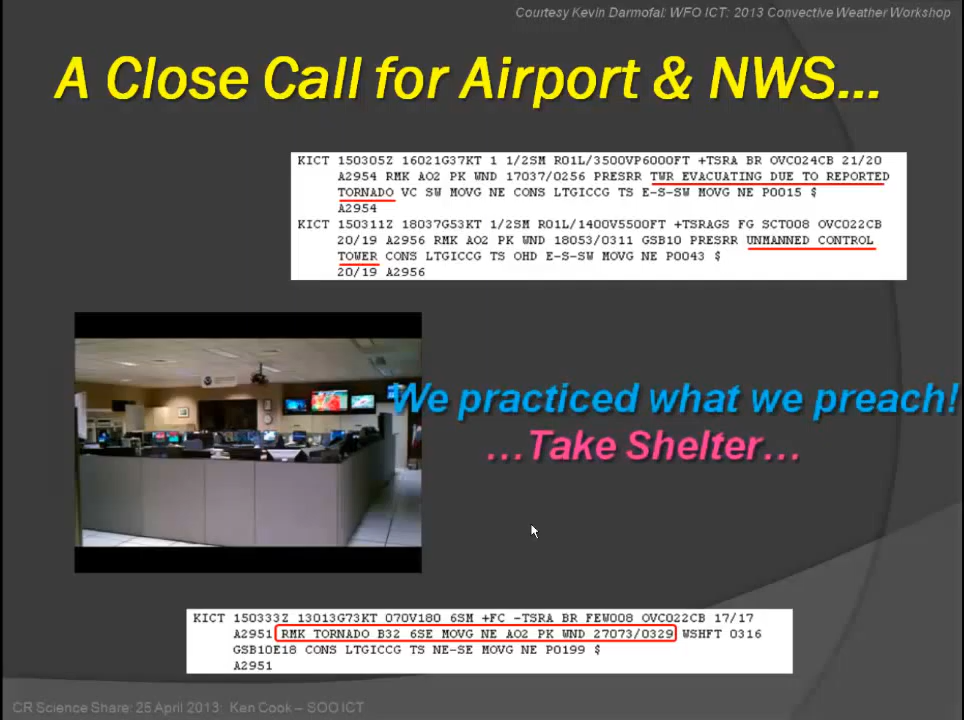 Courtesy Kevin Darmofal: WFO ICT: 2013 Convective Weather Workshop
A Close Call for Airport & NWS...
KICT 150305Z 16021G37KT 1 1/2SM R01L/3500VP6000FT +TSRA BR OVC024CB 21/20
A2954 RMK AO2 PK WND 17037/0256 PRESRR TWR EVACUATING DUE TO REPORTED
TORNADO VC SW MOVG NE CONS LTGICCG TS E-S-SW MOVG NE P0015 $
A2954
KICT 150311Z 18037G53KT 1/2SM R01L/1400V5500FT +TSRAGS FG SCT008 OVC022CB
20/19 A2956 RMK AO2 PK WND 18053/0311 GSB10 PRESRR UNMANNED CONTROL
TOWER CONS LTGICCG TS OHD E-S-SW MOVG NE P0043 $
20/19 A2956
We practiced what we preach!
...Take Shelter...
KICT 150333Z 13013G73KT 070V180 6SM +FC -TSRA BR FEW008 OVC022CB 17/17
A2951 RMK TORNADO B32 6SE MOVG NE AO2 PK WND 27073/0329 WSHFT 0316
GSB10E18 CONS LTGICCG TS NE-SE MOVG NE P0199 $
A2951
CR Science Share: 25 April 2013: Ken Cook – SOO ICT